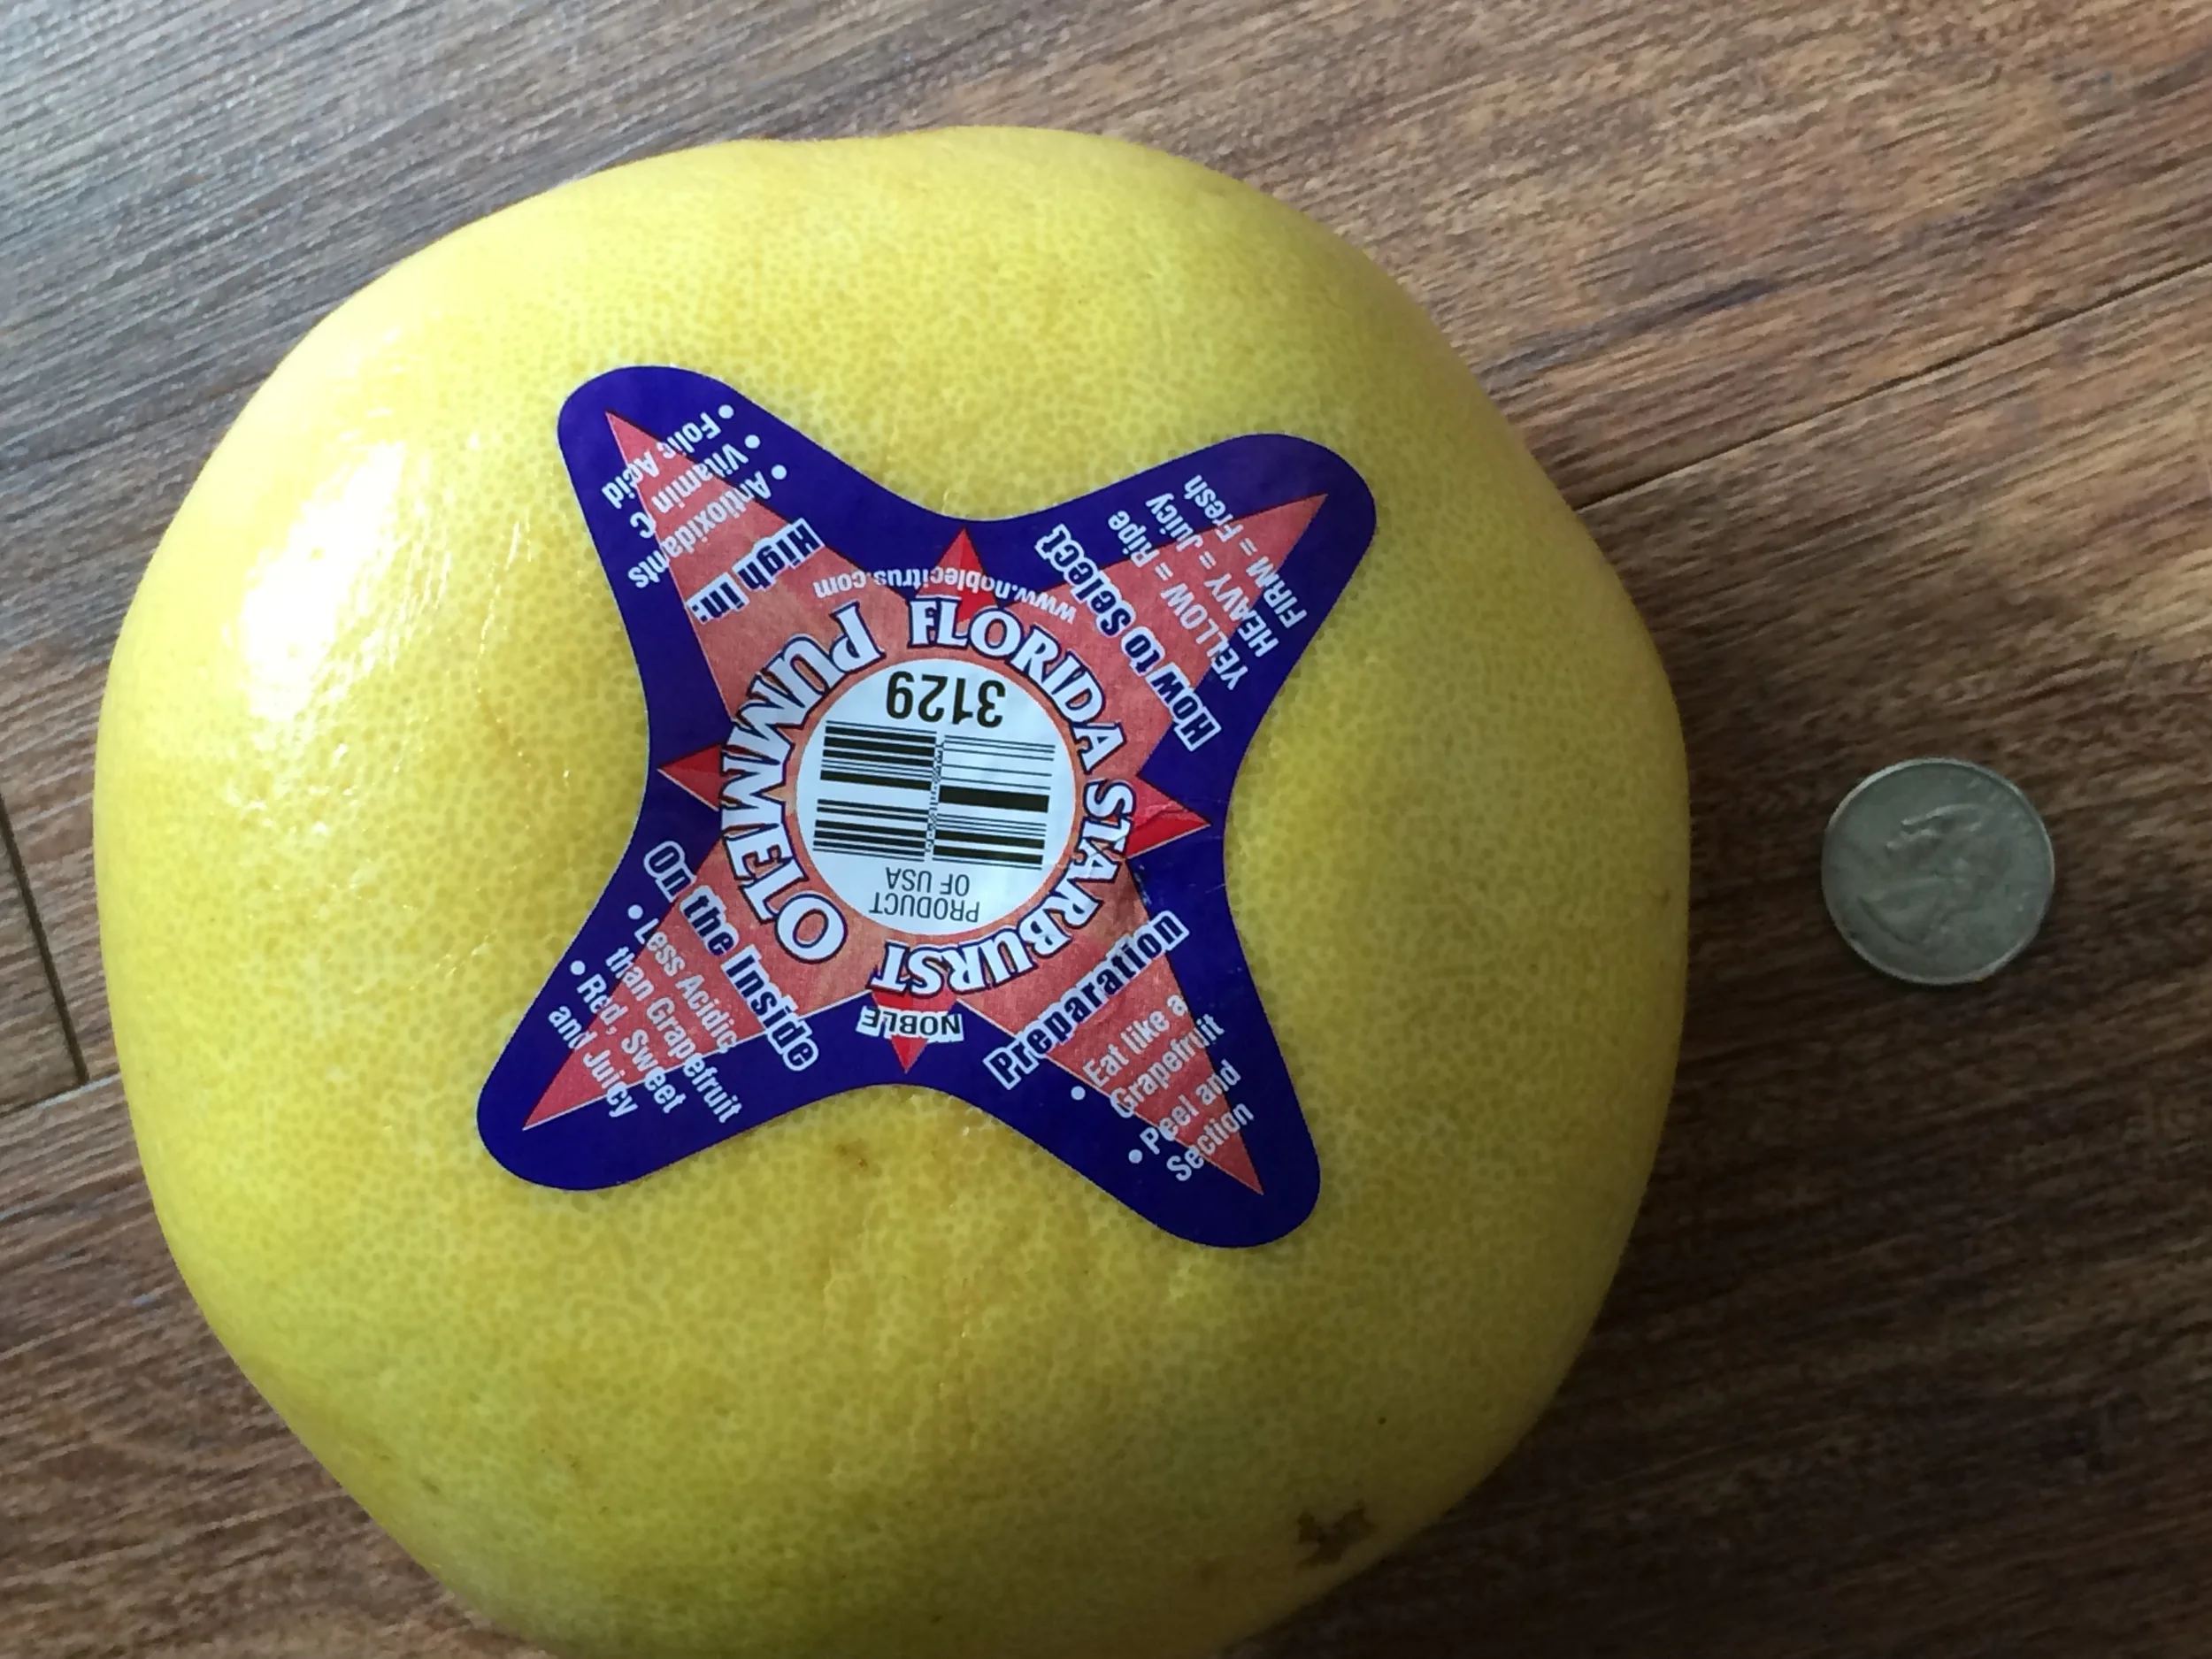 FLORIDA STARBURST
PUMMELO
www.noblecitrus.com
NOBLE
3129
PRODUCT
OF USA
How to Select
YELLOW = Ripe
HEAVY = Juicy
FIRM = Fresh
High in:
• Antioxidants
• Vitamin C
• Folic Acid
On the Inside
• Less Acidic
than Grapefruit
• Red, Sweet
and Juicy
Preparation
• Eat like a
Grapefruit
• Peel and
Section